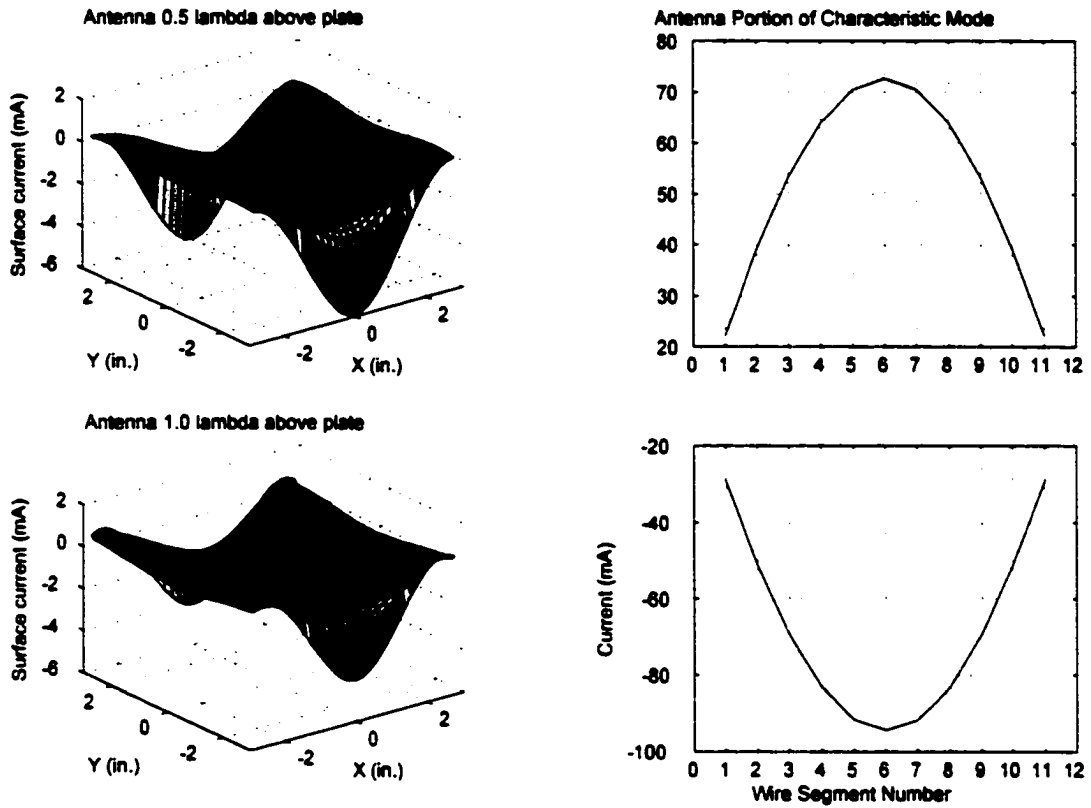 Antenna 0.5 lambda above plate
Surface current (mA)
2
0
-2
-4
-6
2
0
-2
Y (in.)
-2
0
2
X (in.)
Antenna Portion of Characteristic Mode
80
70
60
50
40
30
20
0 1 2 3 4 5 6 7 8 9 10 11 12
Antenna 1.0 lambda above plate
Surface current (mA)
2
0
-2
-4
-6
2
0
-2
Y (in.)
-2
0
2
X (in.)
Current (mA)
-20
-40
-60
-80
-100
0 1 2 3 4 5 6 7 8 9 10 11 12
Wire Segment Number